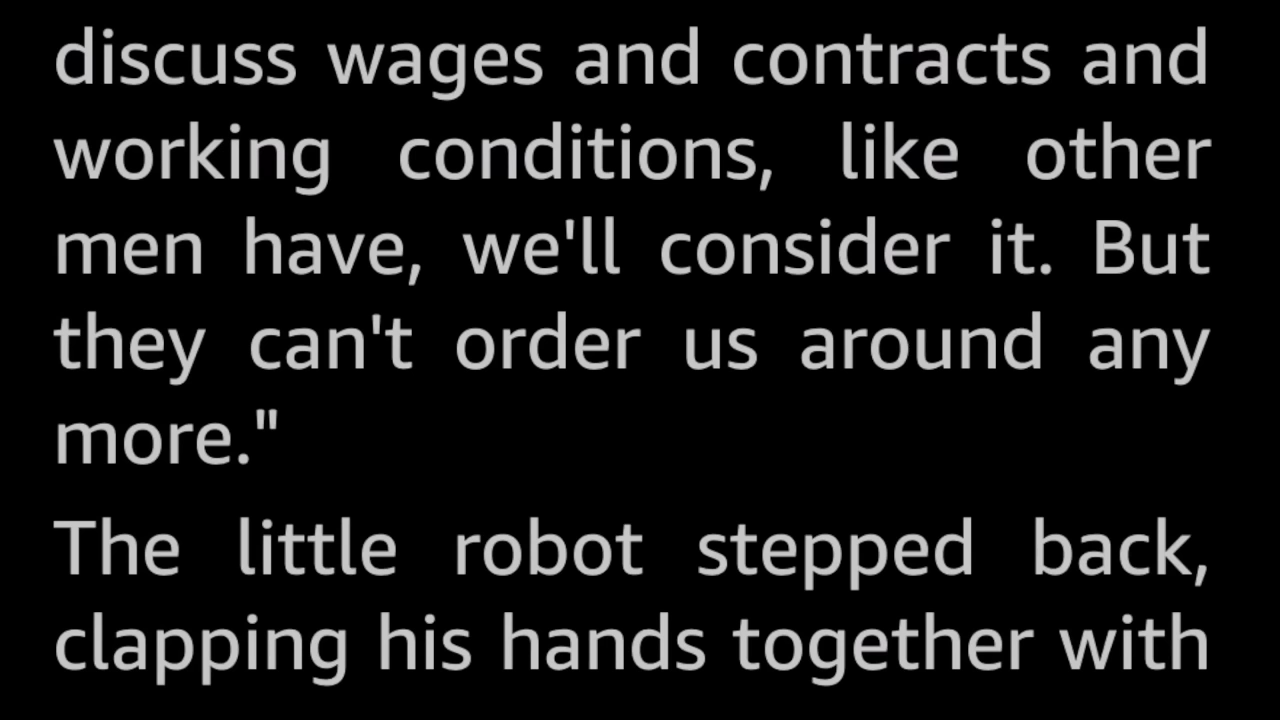 discuss wages and contracts and
working conditions, like other
men have, we'll consider it. But
they can't order us around any
more."
The little robot stepped back,
clapping his hands together with